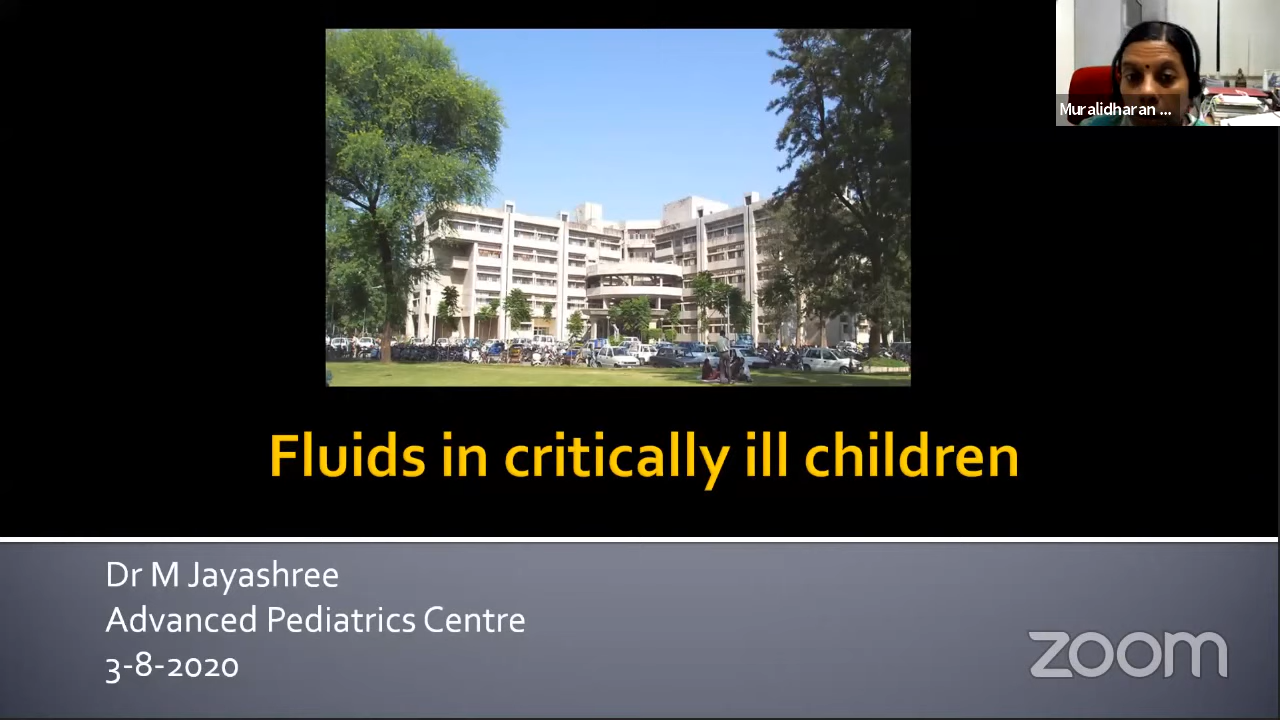 Muralidharan ...
Fluids in critically ill children
Dr M Jayashree
Advanced Pediatrics Centre
3-8-2020
zoom